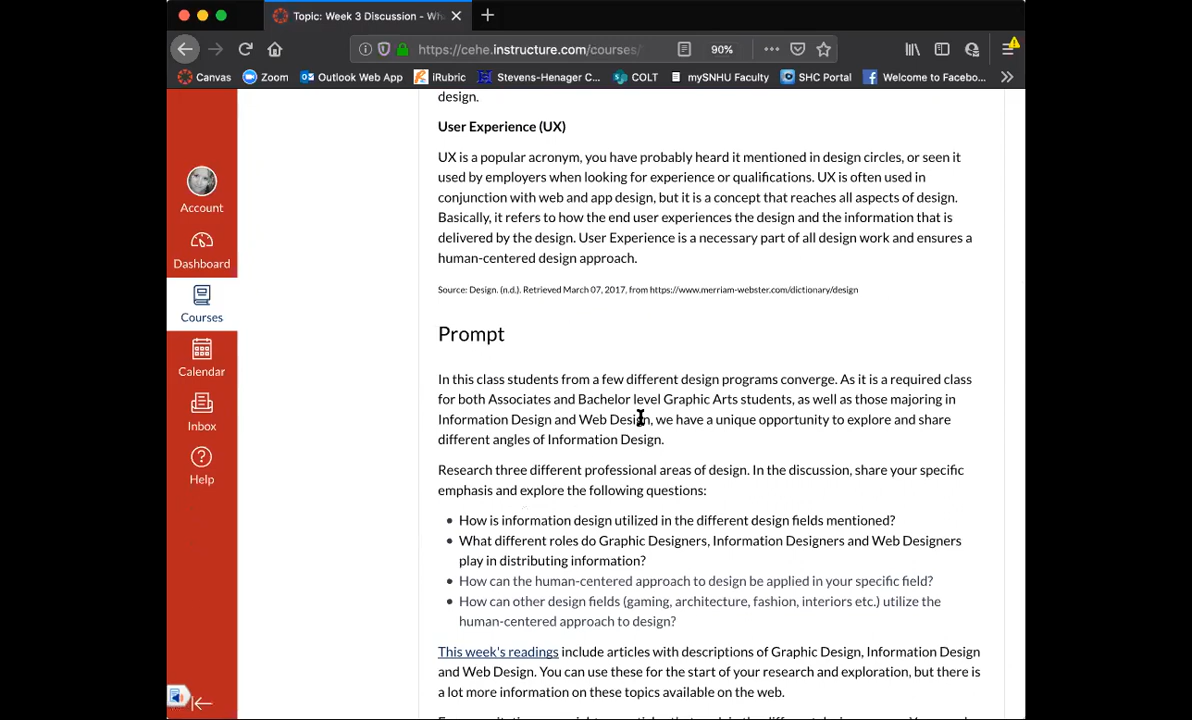 Topic: Week 3 Discussion - Wh
https://cehe.instructure.com/courses/
90%
Canvas Zoom Outlook Web App iRubric Stevens-Henager C... COLT mySNHU Faculty SHC Portal Welcome to Facebo...
design.
User Experience (UX)
UX is a popular acronym, you have probably heard it mentioned in design circles, or seen it
used by employers when looking for experience or qualifications. UX is often used in
conjunction with web and app design, but it is a concept that reaches all aspects of design.
Basically, it refers to how the end user experiences the design and the information that is
delivered by the design. User Experience is a necessary part of all design work and ensures a
human-centered design approach.
Source: Design. (n.d.). Retrieved March 07, 2017, from https://www.merriam-webster.com/dictionary/design
Prompt
In this class students from a few different design programs converge. As it is a required class
for both Associates and Bachelor level Graphic Arts students, as well as those majoring in
Information Design and Web Design, we have a unique opportunity to explore and share
different angles of Information Design.
Research three different professional areas of design. In the discussion, share your specific
emphasis and explore the following questions:
• How is information design utilized in the different design fields mentioned?
• What different roles do Graphic Designers, Information Designers and Web Designers
play in distributing information?
• How can the human-centered approach to design be applied in your specific field?
• How can other design fields (gaming, architecture, fashion, interiors etc.) utilize the
human-centered approach to design?
This week's readings include articles with descriptions of Graphic Design, Information Design
and Web Design. You can use these for the start of your research and exploration, but there is
a lot more information on these topics available on the web.
Account
Dashboard
Courses
Calendar
Inbox
Help